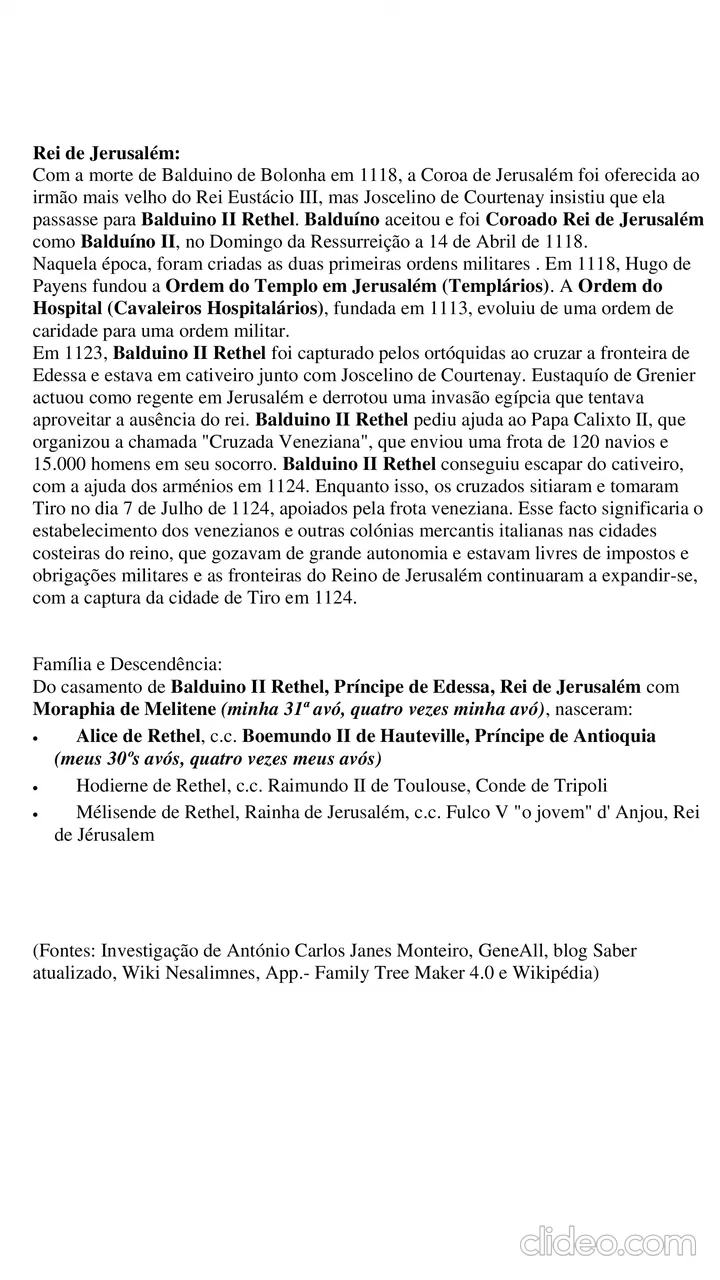 Rei de Jerusalém:
Com a morte de Balduino de Bolonha em 1118, a Coroa de Jerusalém foi oferecida ao
irmão mais velho do Rei Eustácio III, mas Joscelino de Courtenay insistiu que ela
passasse para Balduino II Rethel. Balduíno aceitou e foi Coroado Rei de Jerusalém
como Balduíno II, no Domingo da Ressurreição a 14 de Abril de 1118.
Naquela época, foram criadas as duas primeiras ordens militares . Em 1118, Hugo de
Payens fundou a Ordem do Templo em Jerusalém (Templários). A Ordem do
Hospital (Cavaleiros Hospitalários), fundada em 1113, evoluiu de uma ordem de
caridade para uma ordem militar.
Em 1123, Balduino II Rethel foi capturado pelos ortóquidas ao cruzar a fronteira de
Edessa e estava em cativeiro junto com Joscelino de Courtenay. Eustaquío de Grenier
actuou como regente em Jerusalém e derrotou uma invasão egípcia que tentava
aproveitar a ausência do rei. Balduino II Rethel pediu ajuda ao Papa Calixto II, que
organizou a chamada "Cruzada Veneziana", que enviou uma frota de 120 navios e
15.000 homens em seu socorro. Balduino II Rethel conseguiu escapar do cativeiro,
com a ajuda dos arménios em 1124. Enquanto isso, os cruzados sitiaram e tomaram
Tiro no dia 7 de Julho de 1124, apoiados pela frota veneziana. Esse facto significaria o
estabelecimento dos venezianos e outras colónias mercantis italianas nas cidades
costeiras do reino, que gozavam de grande autonomia e estavam livres de impostos e
obrigações militares e as fronteiras do Reino de Jerusalém continuaram a expandir-se,
com a captura da cidade de Tiro em 1124.
Família e Descendência:
Do casamento de Balduino II Rethel, Príncipe de Edessa, Rei de Jerusalém com
Moraphia de Melitene (minha 31ª avó, quatro vezes minha avó), nasceram:
• Alice de Rethel, c.c. Boemundo II de Hauteville, Príncipe de Antioquia
(meus 30ºs avós, quatro vezes meus avós)
• Hodierne de Rethel, c.c. Raimundo II de Toulouse, Conde de Tripoli
• Mélisende de Rethel, Rainha de Jerusalém, c.c. Fulco V "o jovem" d' Anjou, Rei
de Jérusalem
(Fontes: Investigação de António Carlos Janes Monteiro, GeneAll, blog Saber
atualizado, Wiki Nesalimnes, App.- Family Tree Maker 4.0 e Wikipédia)
clideo.com